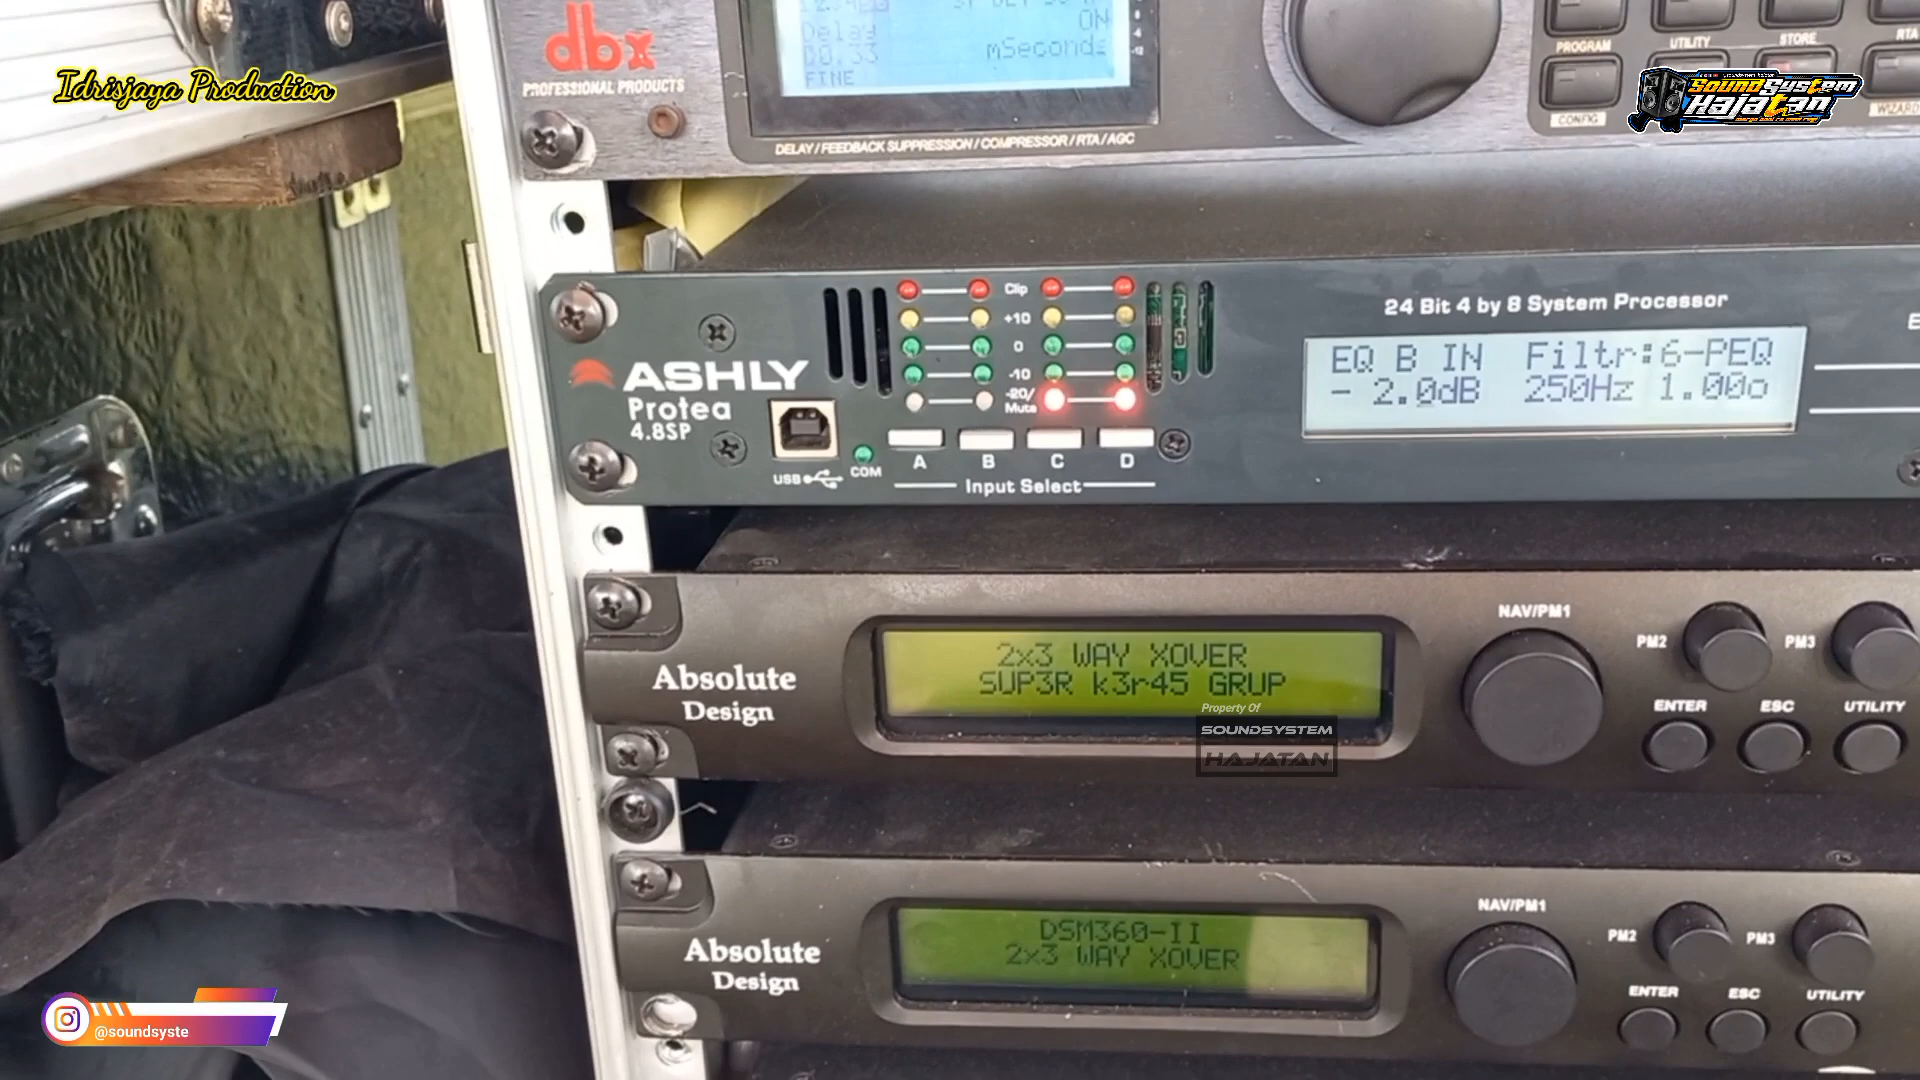 Idrisjaya Production
dbx
PROFESSIONAL PRODUCTS
ON
Delay
00.33 mSeconds
FINE
DELAY / FEEDBACK SUPPRESSION / COMPRESSOR / RTA / AGC
PROGRAM UTILITY STORE RTA
CONFIG WIZARD
SoundSystem
Hajatan
ASHLY
Protea
4.8SP
USB
COM
Clip
+10
0
-10
-20/
Mute
A B C D
Input Select
24 Bit 4 by 8 System Processor
EQ B IN Filtr:6-PEQ
- 2.0dB 250Hz 1.00o
Absolute
Design
2x3 WAY XOVER
SUP3R k3r45 GRUP
NAV/PM1
PM2 PM3
ENTER ESC UTILITY
Property Of
SOUNDSYSTEM
HAJATAN
Absolute
Design
DSM360-II
2x3 WAY XOVER
NAV/PM1
PM2 PM3
ENTER ESC UTILITY
@soundsyste